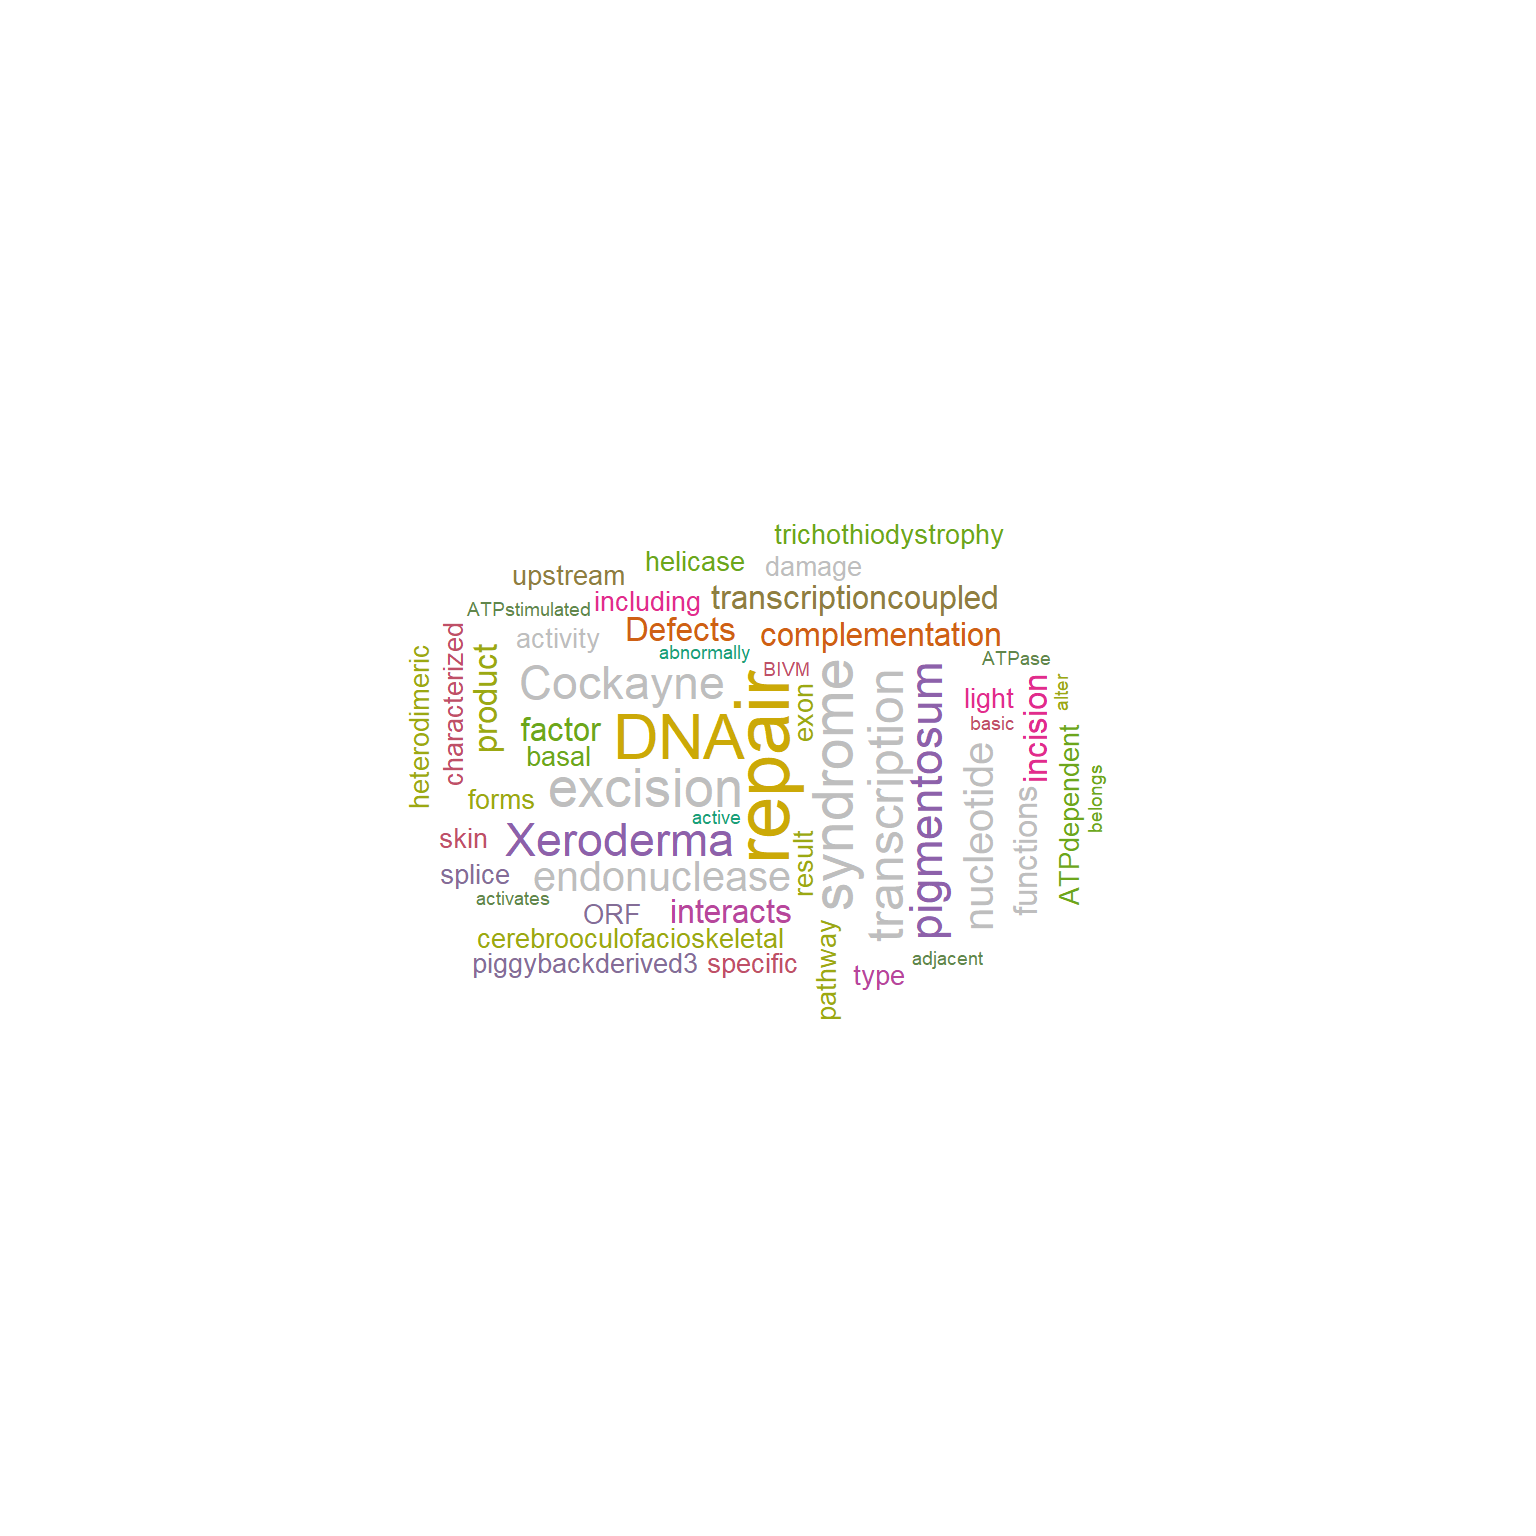 trichothiodystrophy
helicase
damage
upstream
including
transcriptioncoupled
ATPstimulated
Defects
complementation
activity
abnormally
BIVM
ATPase
heterodimeric
characterized
product
Cockayne
repair
exon
syndrome
transcription
pigmentosum
light
incision
alter
basic
factor
DNA
basal
nucleotide
ATPdependent
belongs
excision
forms
functions
active
skin
Xeroderma
result
splice
endonuclease
activates
ORF
interacts
cerebrooculofacioskeletal
pathway
piggybackderived3
specific
type
adjacent